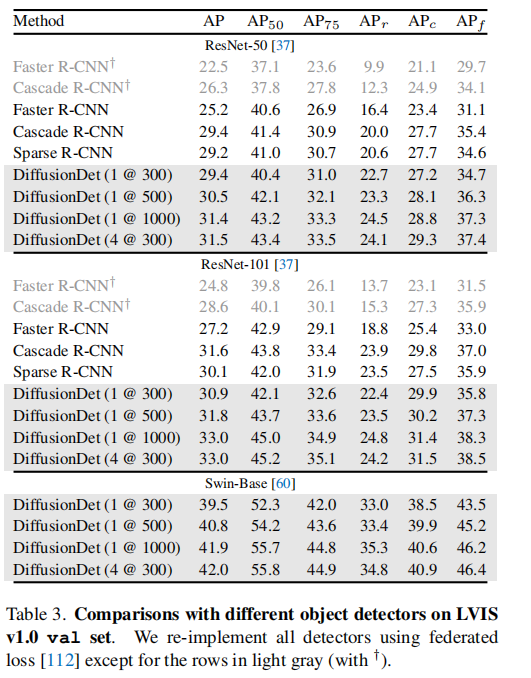 Method AP AP50 AP75 APr APc APf
ResNet-50 [37]
Faster R-CNN† 22.5 37.1 23.6 9.9 21.1 29.7
Cascade R-CNN† 26.3 37.8 27.8 12.3 24.9 34.1
Faster R-CNN 25.2 40.6 26.9 16.4 23.4 31.1
Cascade R-CNN 29.4 41.4 30.9 20.0 27.7 35.4
Sparse R-CNN 29.2 41.0 30.7 20.6 27.7 34.6
DiffusionDet (1 @ 300) 29.4 40.4 31.0 22.7 27.2 34.7
DiffusionDet (1 @ 500) 30.5 42.1 32.1 23.3 28.1 36.3
DiffusionDet (1 @ 1000) 31.4 43.2 33.3 24.5 28.8 37.3
DiffusionDet (4 @ 300) 31.5 43.4 33.5 24.1 29.3 37.4
ResNet-101 [37]
Faster R-CNN† 24.8 39.8 26.1 13.7 23.1 31.5
Cascade R-CNN† 28.6 40.1 30.1 15.3 27.3 35.9
Faster R-CNN 27.2 42.9 29.1 18.8 25.4 33.0
Cascade R-CNN 31.6 43.8 33.4 23.9 29.8 37.0
Sparse R-CNN 30.1 42.0 31.9 23.5 27.5 35.9
DiffusionDet (1 @ 300) 30.9 42.1 32.6 22.4 29.9 35.8
DiffusionDet (1 @ 500) 31.8 43.7 33.6 23.5 30.2 37.3
DiffusionDet (1 @ 1000) 33.0 45.0 34.9 24.8 31.4 38.3
DiffusionDet (4 @ 300) 33.0 45.2 35.1 24.2 31.5 38.5
Swin-Base [60]
DiffusionDet (1 @ 300) 39.5 52.3 42.0 33.0 38.5 43.5
DiffusionDet (1 @ 500) 40.8 54.2 43.6 33.4 39.9 45.2
DiffusionDet (1 @ 1000) 41.9 55.7 44.8 35.3 40.6 46.2
DiffusionDet (4 @ 300) 42.0 55.8 44.9 34.8 40.9 46.4
Table 3. Comparisons with different object detectors on LVIS
v1.0 val set. We re-implement all detectors using federated
loss [112] except for the rows in light gray (with †).